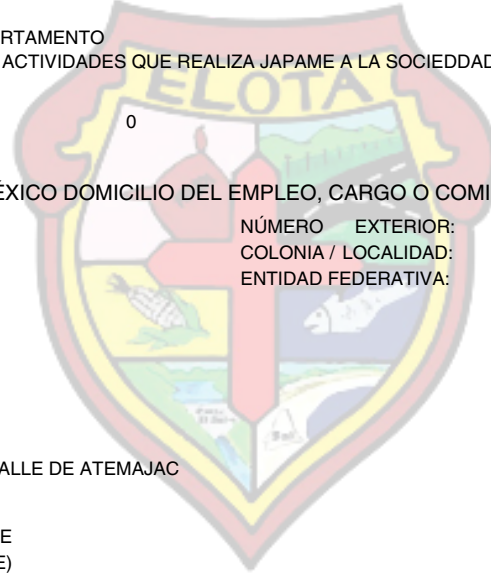 RTAMENTO
ACTIVIDADES QUE REALIZA JAPAME A LA SOCIEDDAD
ELOTA
0
ÉXICO DOMICILIO DEL EMPLEO, CARGO O COMI
NÚMERO EXTERIOR:
COLONIA / LOCALIDAD:
ENTIDAD FEDERATIVA:
ALLE DE ATEMAJAC
E
E)